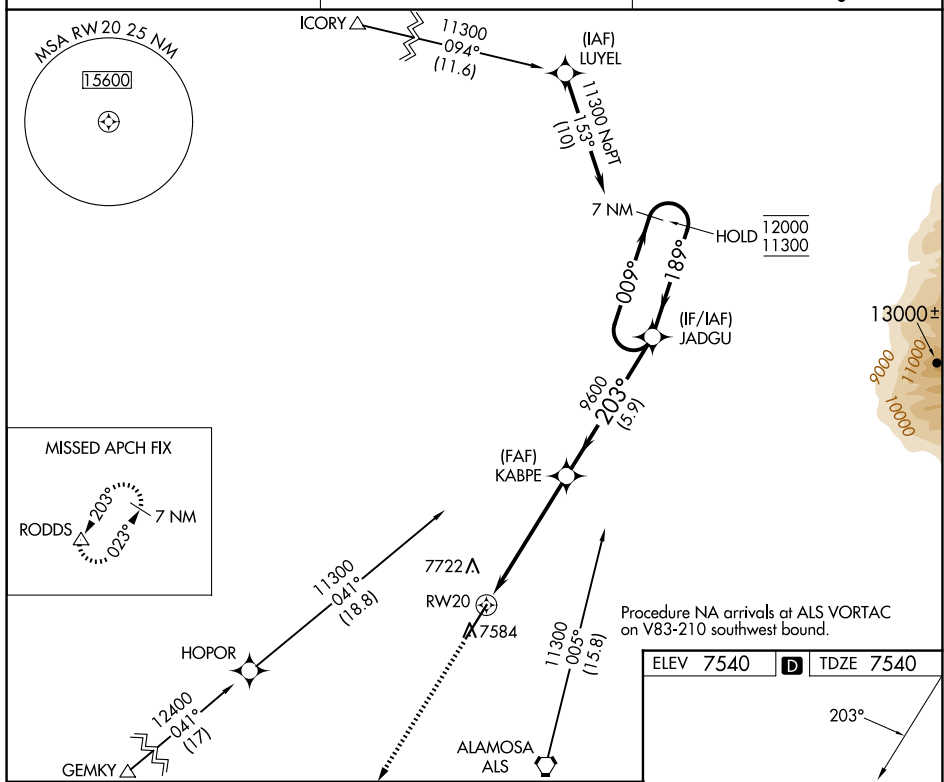 ICORY
11300
094°
(11.6)
(IAF)
LUYEL
MSA RW20 25 NM
15600
11300 NoPT
153°
(10)
7 NM
HOLD
12000
11300
009°
189°
(IF/IAF)
JADGU
13000±
9000
11000
10000
9600
203°
(5.9)
(FAF)
KABPE
MISSED APCH FIX
RODDS
203°
023°
7 NM
11300
041°
(18.8)
7722
RW20
7584
11300
005°
(15.8)
Procedure NA arrivals at ALS VORTAC
on V83-210 southwest bound.
HOPOR
12400
041°
(17)
GEMKY
ALAMOSA
ALS
ELEV 7540 D TDZE 7540
203°